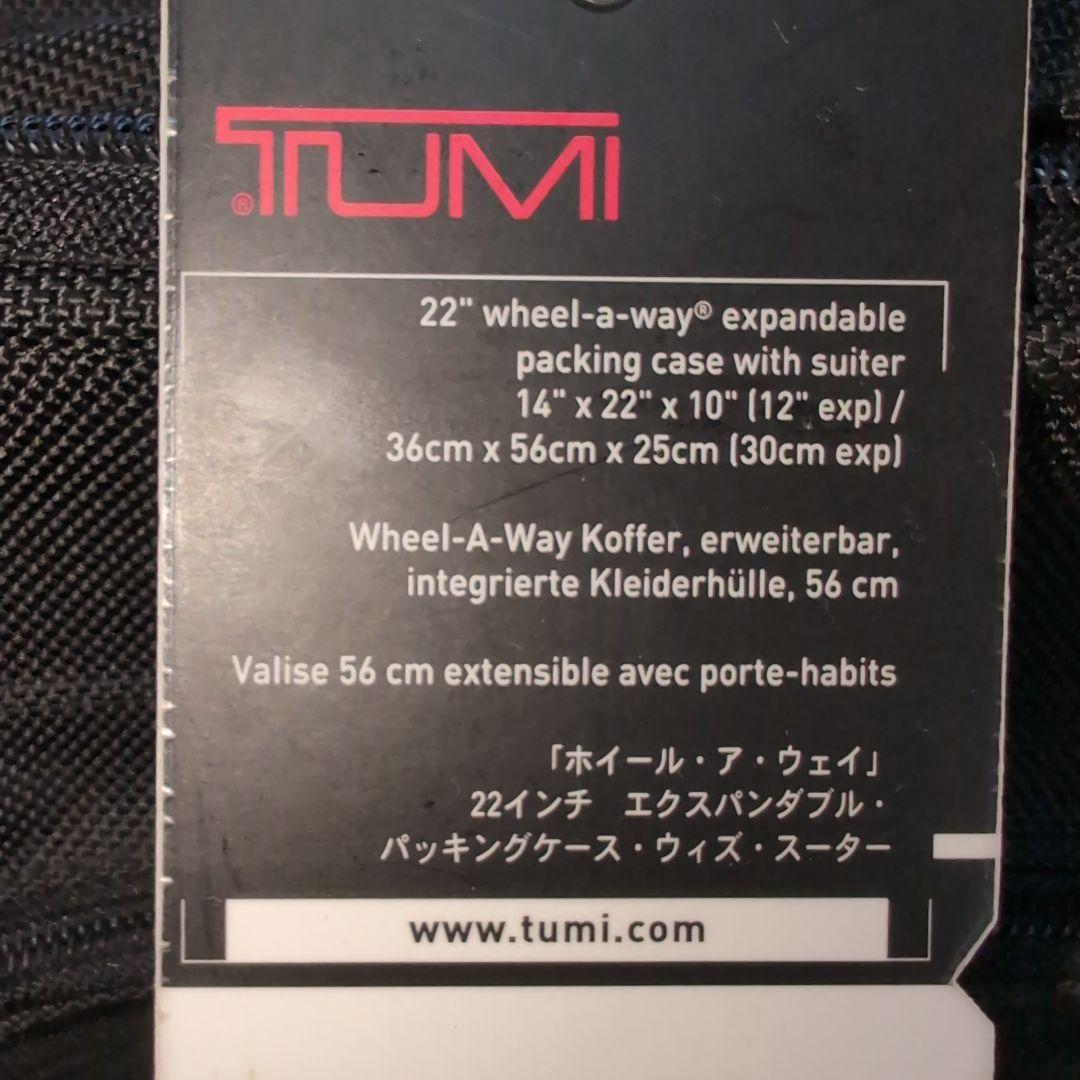 TUMI
®
22" wheel-a-way® expandable
packing case with suiter
14" x 22" x 10" (12" exp) /
36cm x 56cm x 25cm (30cm exp)
Wheel-A-Way Koffer, erweiterbar,
integrierte Kleiderhülle, 56 cm
Valise 56 cm extensible avec porte-habits
「ホイール・ア・ウェイ」
22インチ　エクスパンダブル・
パッキングケース・ウィズ・スーター
www.tumi.com